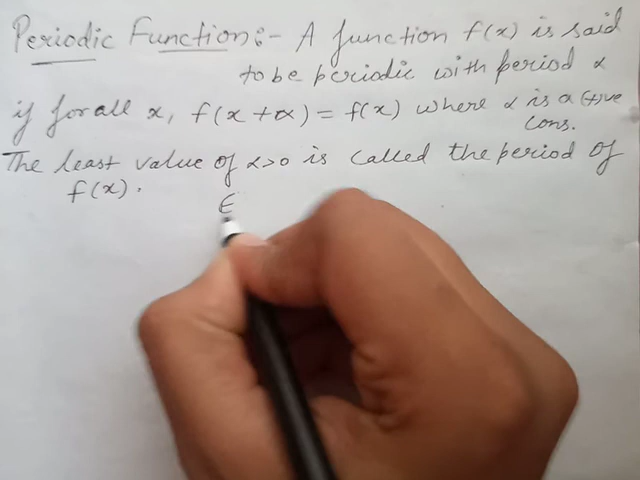 Periodic Function:- A function f(x) is said
to be periodic with period α
if for all x, f(x+α) = f(x) where α is a (+)ve
cons.
The least value of α>0 is called the period of
f(x).
E